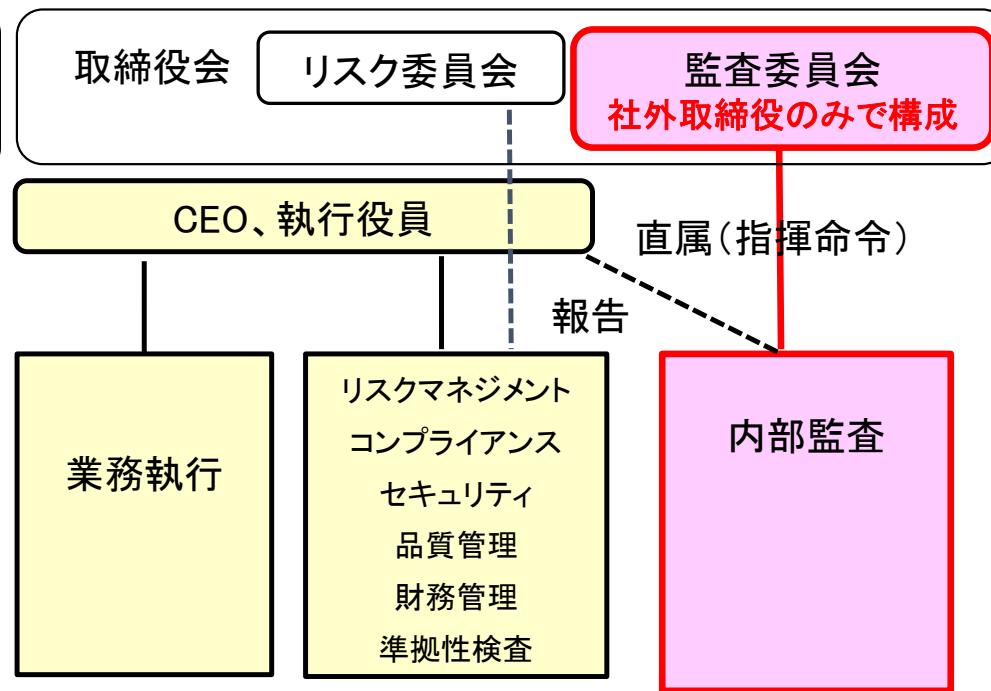 取締役会
リスク委員会
監査委員会
社外取締役のみで構成
CEO、執行役員
直属(指揮命令)
報告
業務執行
リスクマネジメント
コンプライアンス
セキュリティ
品質管理
財務管理
準拠性検査
内部監査